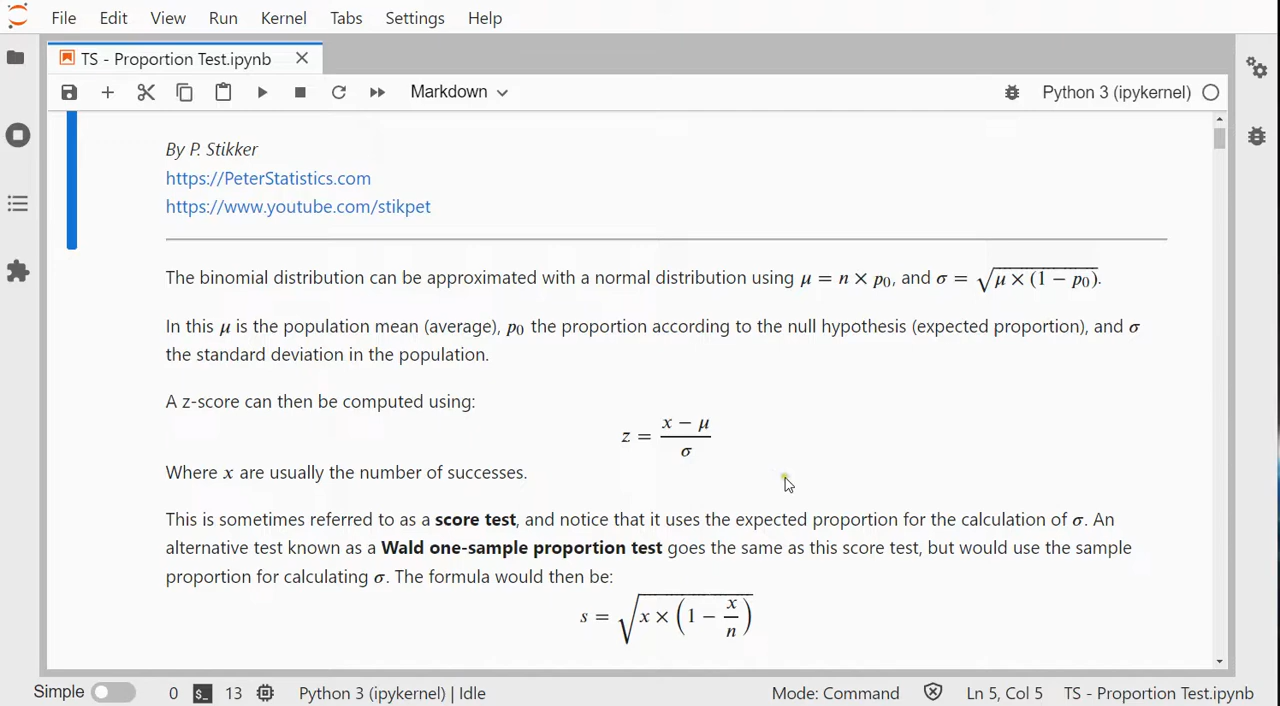 File Edit View Run Kernel Tabs Settings Help
TS - Proportion Test.ipynb
Markdown
Python 3 (ipykernel)
By P. Stikker
https://PeterStatistics.com
https://www.youtube.com/stikpet
The binomial distribution can be approximated with a normal distribution using μ = n × p₀, and σ = √(μ × (1 − p₀)).
In this μ is the population mean (average), p₀ the proportion according to the null hypothesis (expected proportion), and σ
the standard deviation in the population.
A z-score can then be computed using:
z = (x − μ) / σ
Where x are usually the number of successes.
This is sometimes referred to as a score test, and notice that it uses the expected proportion for the calculation of σ. An
alternative test known as a Wald one-sample proportion test goes the same as this score test, but would use the sample
proportion for calculating σ. The formula would then be:
s = √(x × (1 − x/n))
Simple 0 13 Python 3 (ipykernel) | Idle Mode: Command Ln 5, Col 5 TS - Proportion Test.ipynb